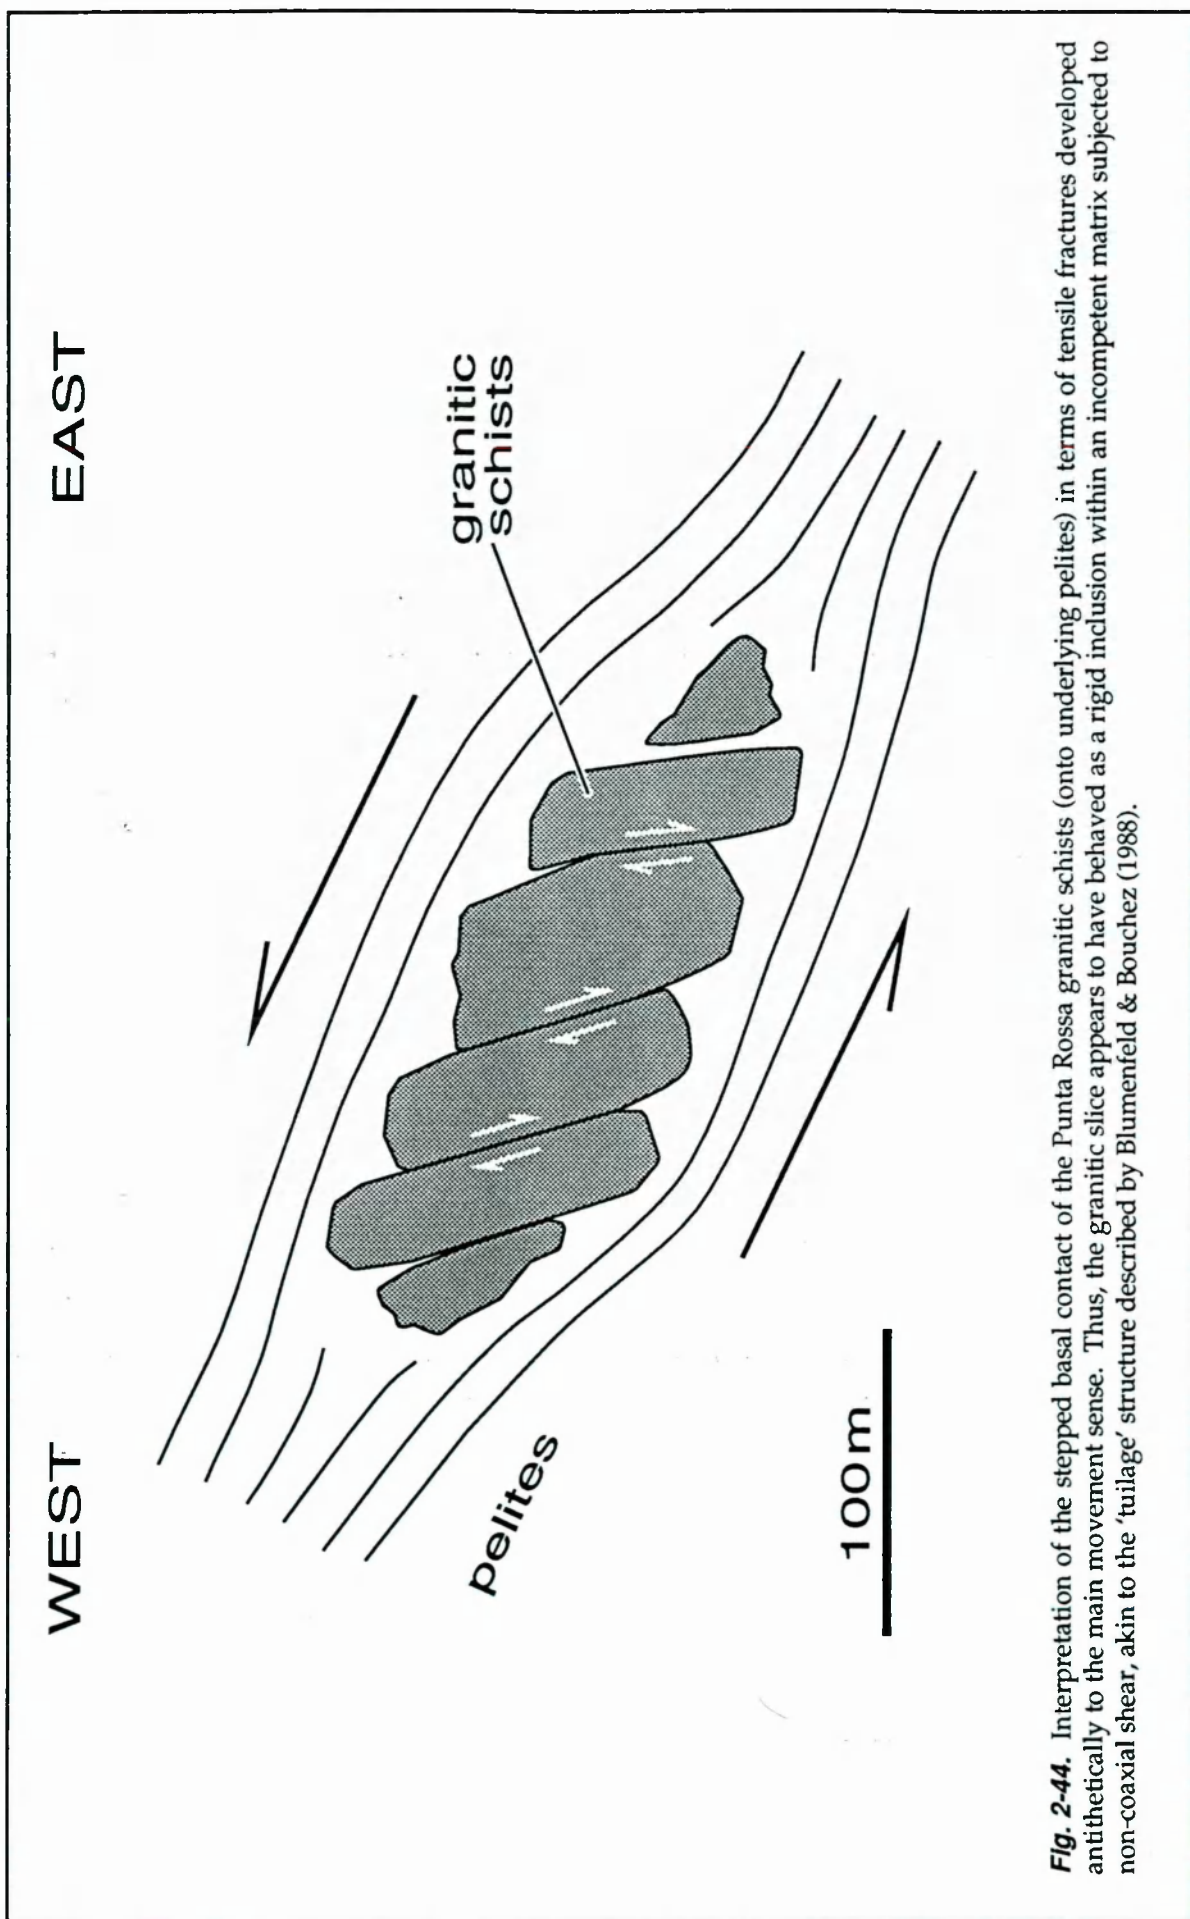 WEST
EAST
granitic
schists
pelites
100m
Fig. 2-44. Interpretation of the stepped basal contact of the Punta Rossa granitic schists (onto underlying pelites) in terms of tensile fractures developed
antithetically to the main movement sense. Thus, the granitic slice appears to have behaved as a rigid inclusion within an incompetent matrix subjected to
non-coaxial shear, akin to the 'tuilage' structure described by Blumenfeld & Bouchez (1988).